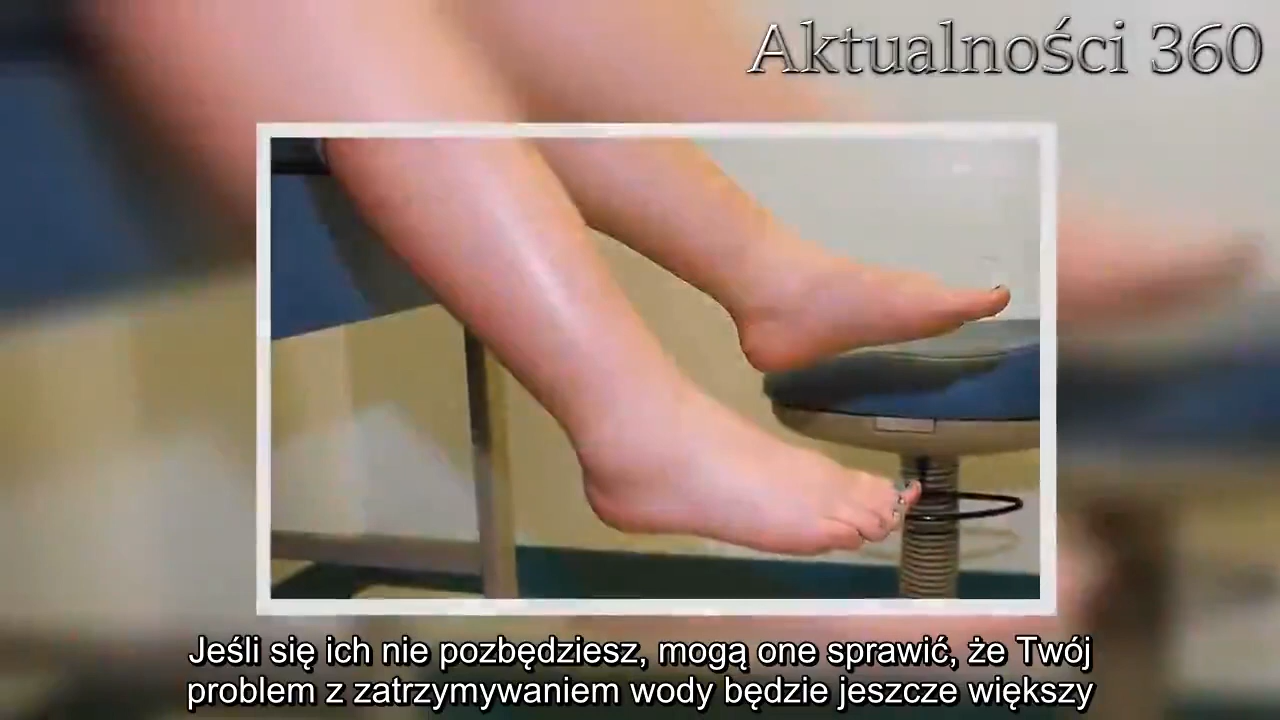 Aktualności 360
Jeśli się ich nie pozbędziesz, mogą one sprawić, że Twój
problem z zatrzymywaniem wody będzie jeszcze większy